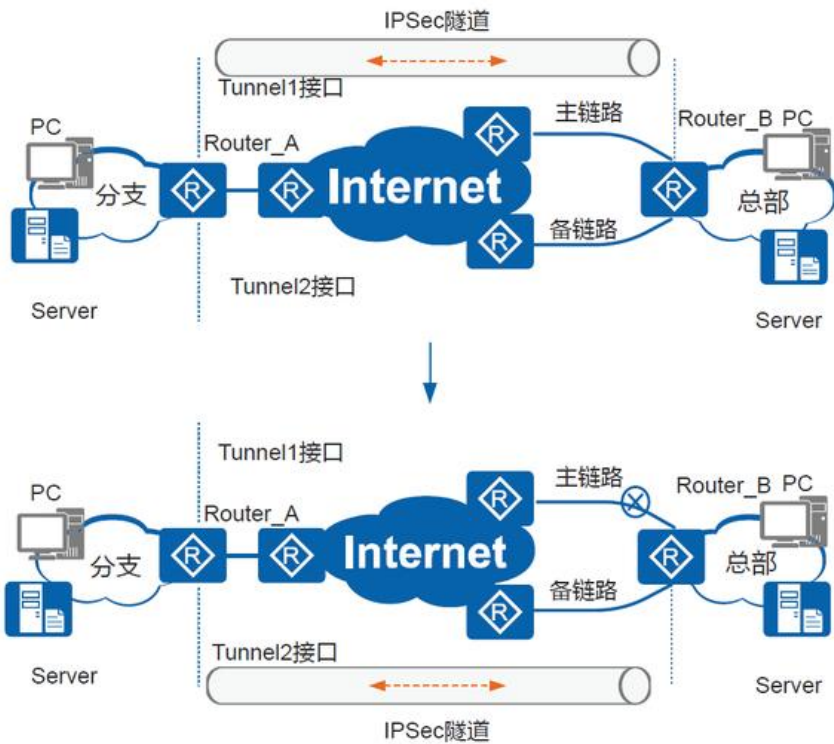 IPSec隧道
Tunnel1接口
PC
Router_A
主链路
Router_B PC
分支
R
R
Internet
R
R
R
总部
备链路
Tunnel2接口
Server
Server
Tunnel1接口
PC
Router_A
主链路
Router_B PC
分支
R
R
Internet
R
R
R
总部
备链路
Tunnel2接口
Server
Server
IPSec隧道